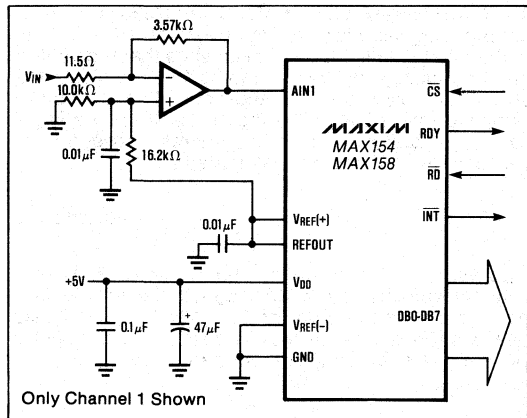 3.57kΩ
VIN
11.5Ω
10.0kΩ
−
+
0.01μF
16.2kΩ
AIN1
MAXIM
MAX154
MAX158
CS
RDY
RD
INT
0.01μF
VREF(+)
REFOUT
+5V
VDD
0.1μF
+
47μF
VREF(-)
GND
DB0-DB7
Only Channel 1 Shown